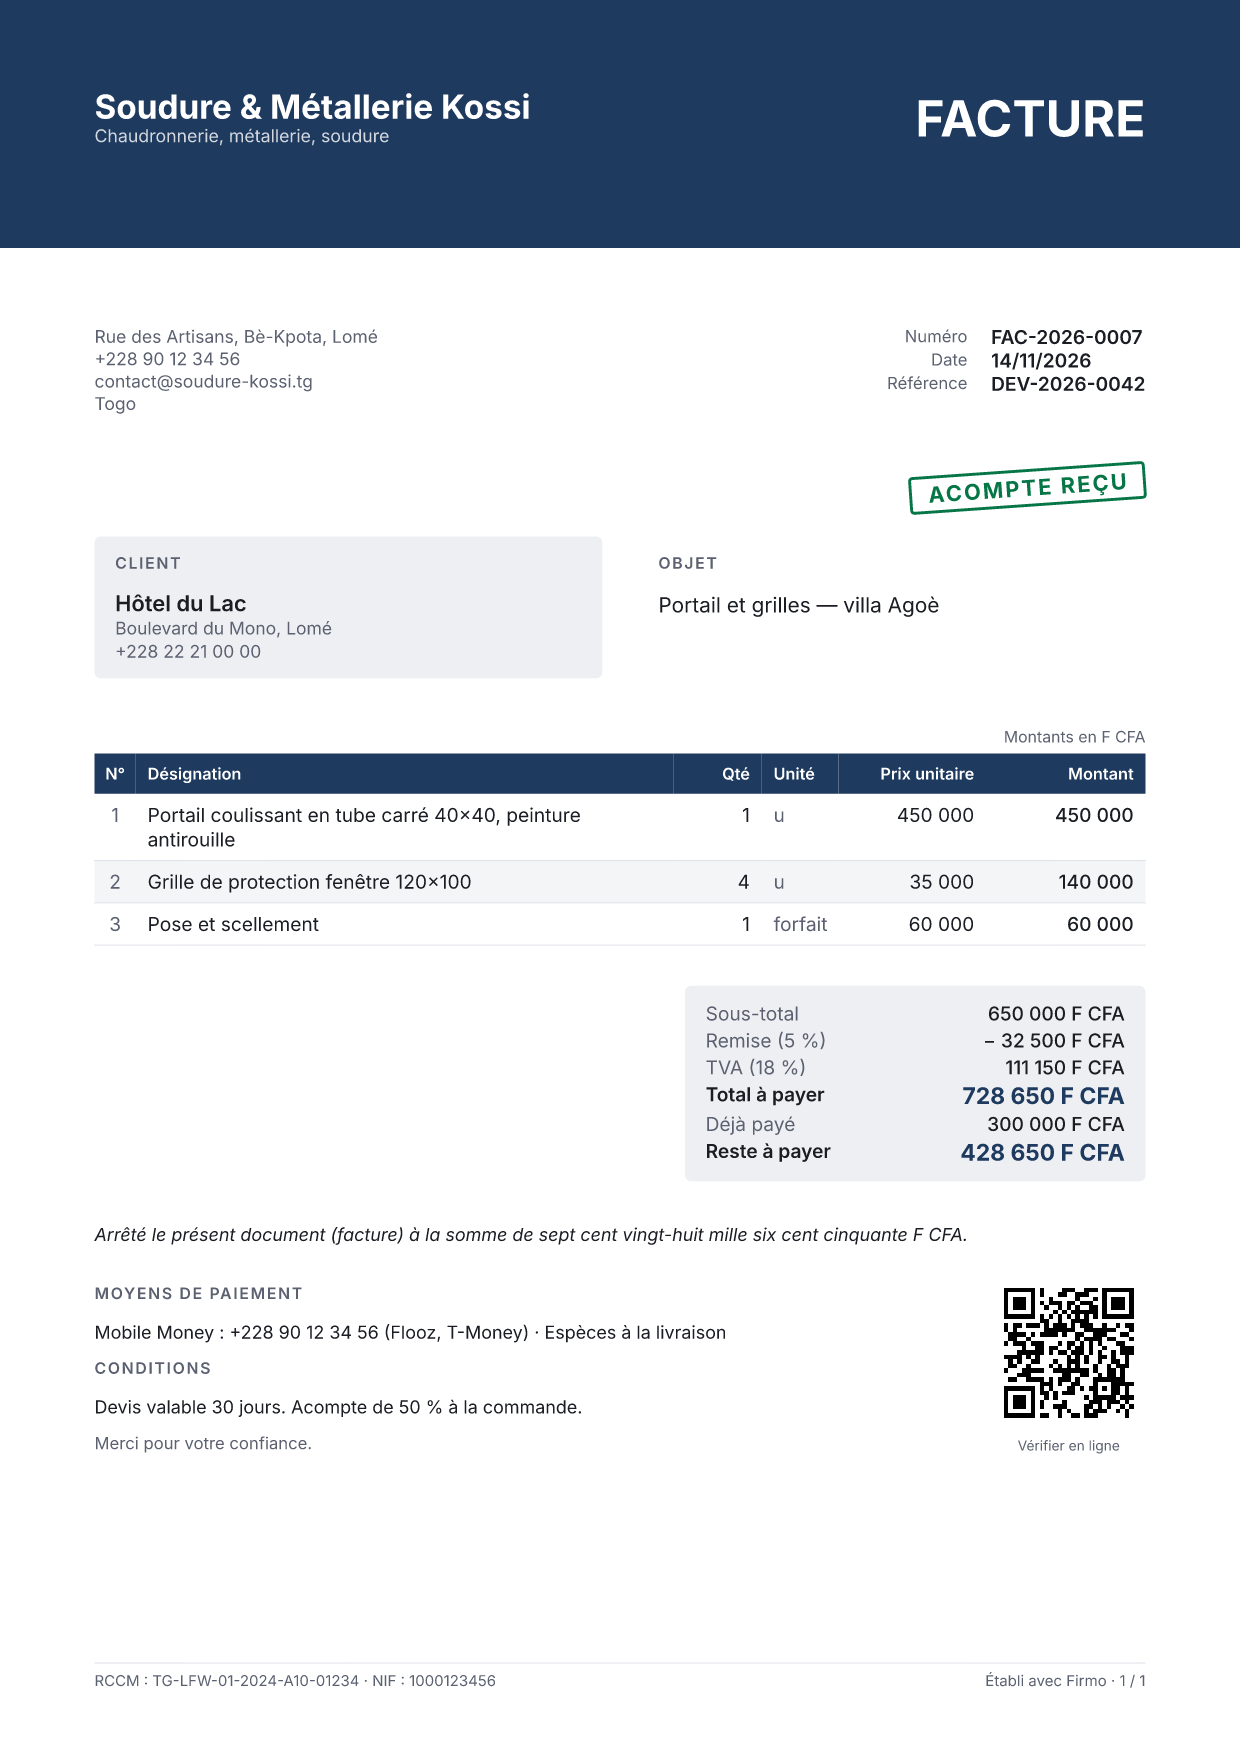 Soudure & Métallerie Kossi
Chaudronnerie, métallerie, soudure
FACTURE
Rue des Artisans, Bè-Kpota, Lomé
+228 90 12 34 56
contact@soudure-kossi.tg
Togo
Numéro FAC-2026-0007
Date 14/11/2026
Référence DEV-2026-0042
ACOMPTE REÇU
CLIENT
Hôtel du Lac
Boulevard du Mono, Lomé
+228 22 21 00 00
OBJET
Portail et grilles — villa Agoè
Montants en F CFA
N° Désignation Qté Unité Prix unitaire Montant
1 Portail coulissant en tube carré 40×40, peinture 1 u 450 000 450 000
antirouille
2 Grille de protection fenêtre 120×100 4 u 35 000 140 000
3 Pose et scellement 1 forfait 60 000 60 000
Sous-total 650 000 F CFA
Remise (5 %) − 32 500 F CFA
TVA (18 %) 111 150 F CFA
Total à payer 728 650 F CFA
Déjà payé 300 000 F CFA
Reste à payer 428 650 F CFA
Arrêté le présent document (facture) à la somme de sept cent vingt-huit mille six cent cinquante F CFA.
MOYENS DE PAIEMENT
Mobile Money : +228 90 12 34 56 (Flooz, T-Money) · Espèces à la livraison
CONDITIONS
Devis valable 30 jours. Acompte de 50 % à la commande.
Merci pour votre confiance.
Vérifier en ligne
RCCM : TG-LFW-01-2024-A10-01234 · NIF : 1000123456
Établi avec Firmo · 1 / 1